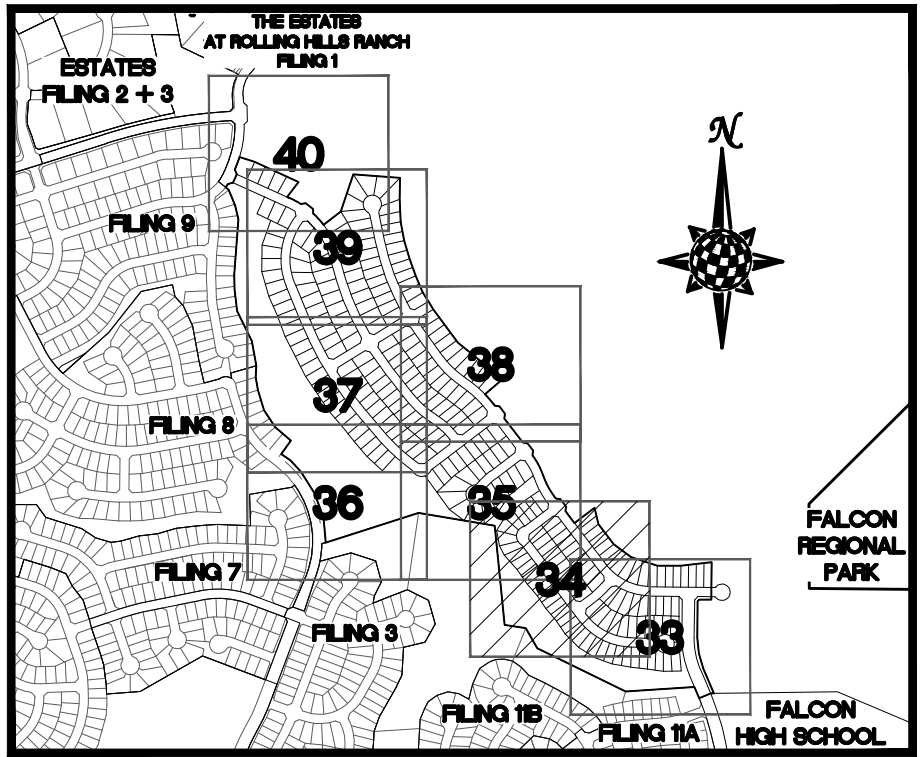 THE ESTATES
AT ROLLING HILLS RANCH
FILING 1
ESTATES
FILING 2 + 3
N
40
FILING 9
39
38
37
FILING 8
36
35
FALCON
REGIONAL
PARK
FILING 7
34
FILING 3
33
FILING 11B
FALCON
HIGH SCHOOL
FILING 11A